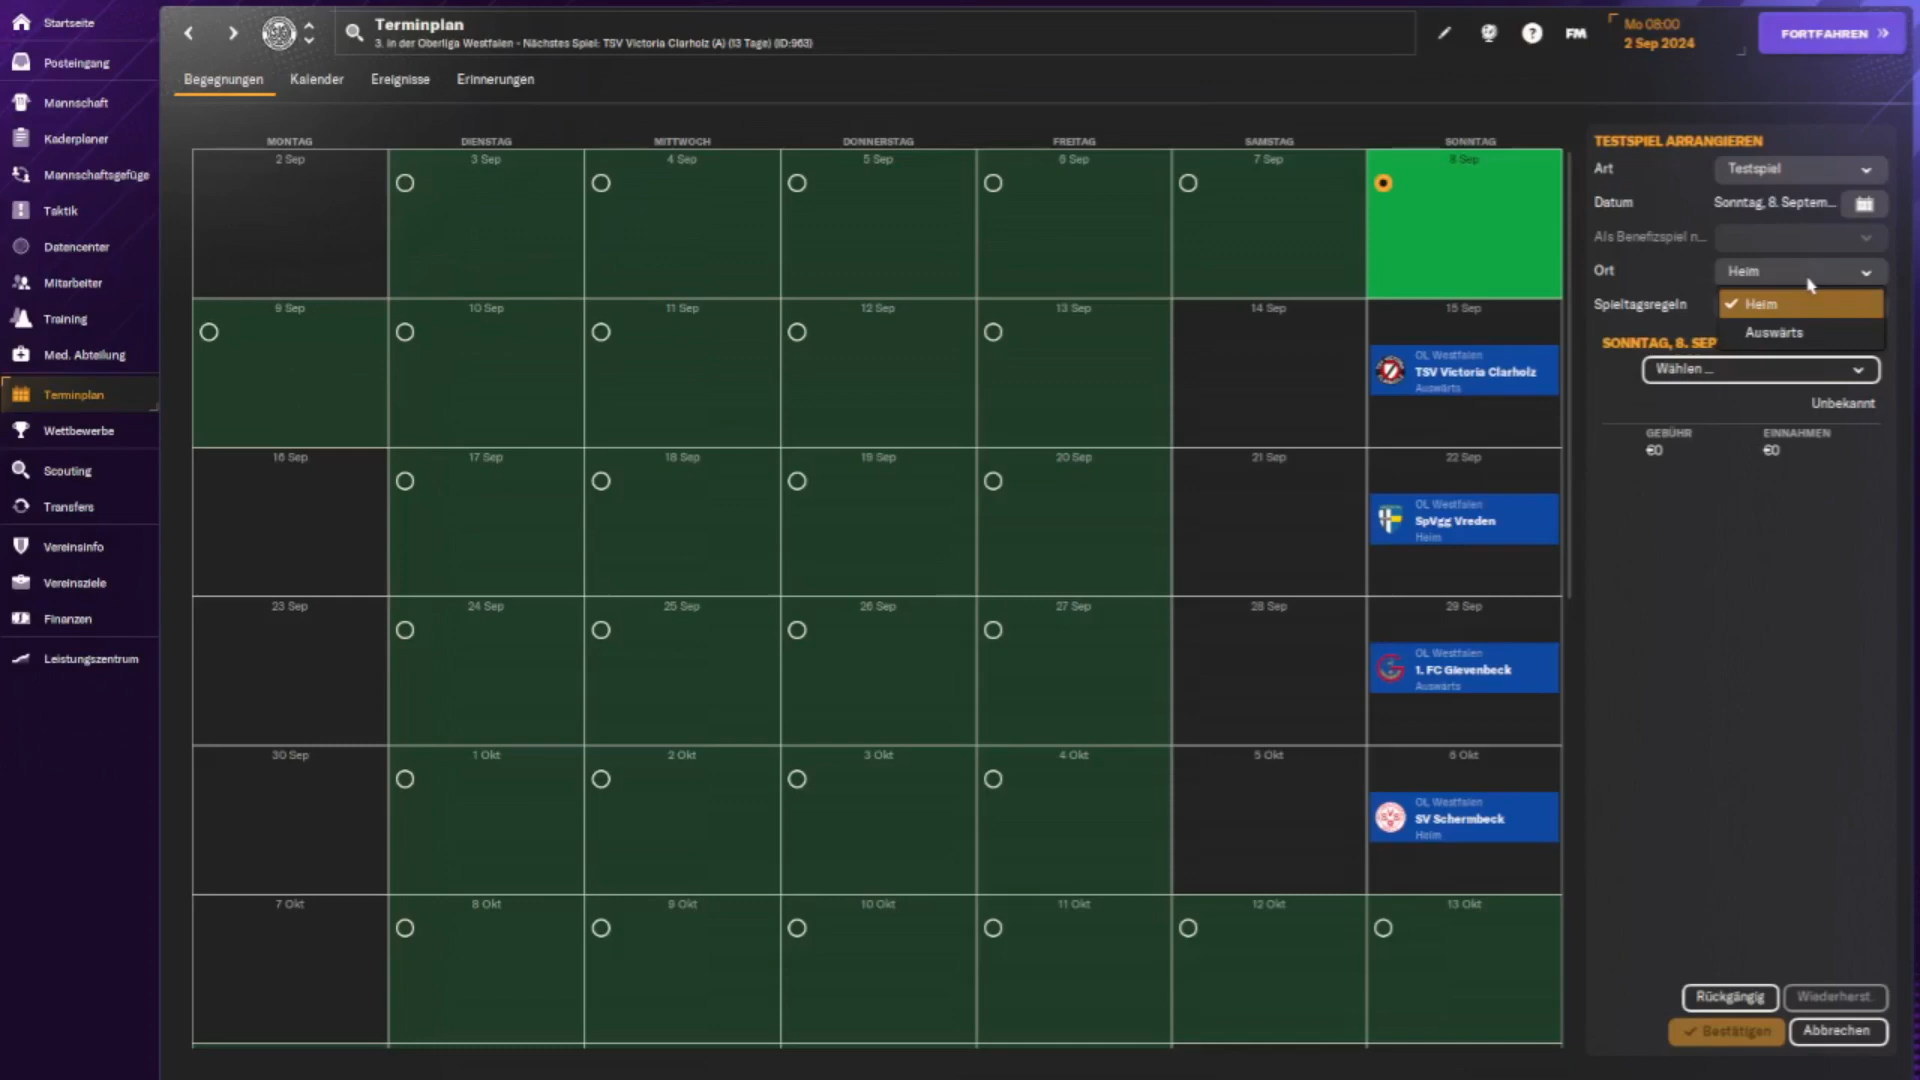 Startseite
Posteingang
Mannschaft
Kaderplaner
Mannschaftsgefüge
Taktik
Datencenter
Mitarbeiter
Training
Med. Abteilung
Terminplan
Wettbewerbe
Scouting
Transfers
Vereinsinfo
Vereinsziele
Finanzen
Leistungszentrum
Terminplan
3. in der Oberliga Westfalen - Nächstes Spiel: TSV Victoria Clarholz (A) (13 Tage) (ID:963)
FM
Mo 08:00
2 Sep 2024
FORTFAHREN
Begegnungen Kalender Ereignisse Erinnerungen
MONTAG DIENSTAG MITTWOCH DONNERSTAG FREITAG SAMSTAG SONNTAG
2 Sep 3 Sep 4 Sep 5 Sep 6 Sep 7 Sep 8 Sep
9 Sep 10 Sep 11 Sep 12 Sep 13 Sep 14 Sep 15 Sep
OL Westfalen
TSV Victoria Clarholz
Auswärts
16 Sep 17 Sep 18 Sep 19 Sep 20 Sep 21 Sep 22 Sep
OL Westfalen
SpVgg Vreden
Heim
23 Sep 24 Sep 25 Sep 26 Sep 27 Sep 28 Sep 29 Sep
OL Westfalen
1. FC Gievenbeck
Auswärts
30 Sep 1 Okt 2 Okt 3 Okt 4 Okt 5 Okt 6 Okt
OL Westfalen
SV Schermbeck
Heim
7 Okt 8 Okt 9 Okt 10 Okt 11 Okt 12 Okt 13 Okt
TESTSPIEL ARRANGIEREN
Art Testspiel
Datum Sonntag, 8. Septem...
Als Benefizspiel n...
Ort Heim
Spieltagsregeln
Heim
Auswärts
SONNTAG, 8. SEP
Wählen ...
Unbekannt
GEBÜHR EINNAHMEN
€0 €0
Rückgängig Wiederherst.
Bestätigen Abbrechen